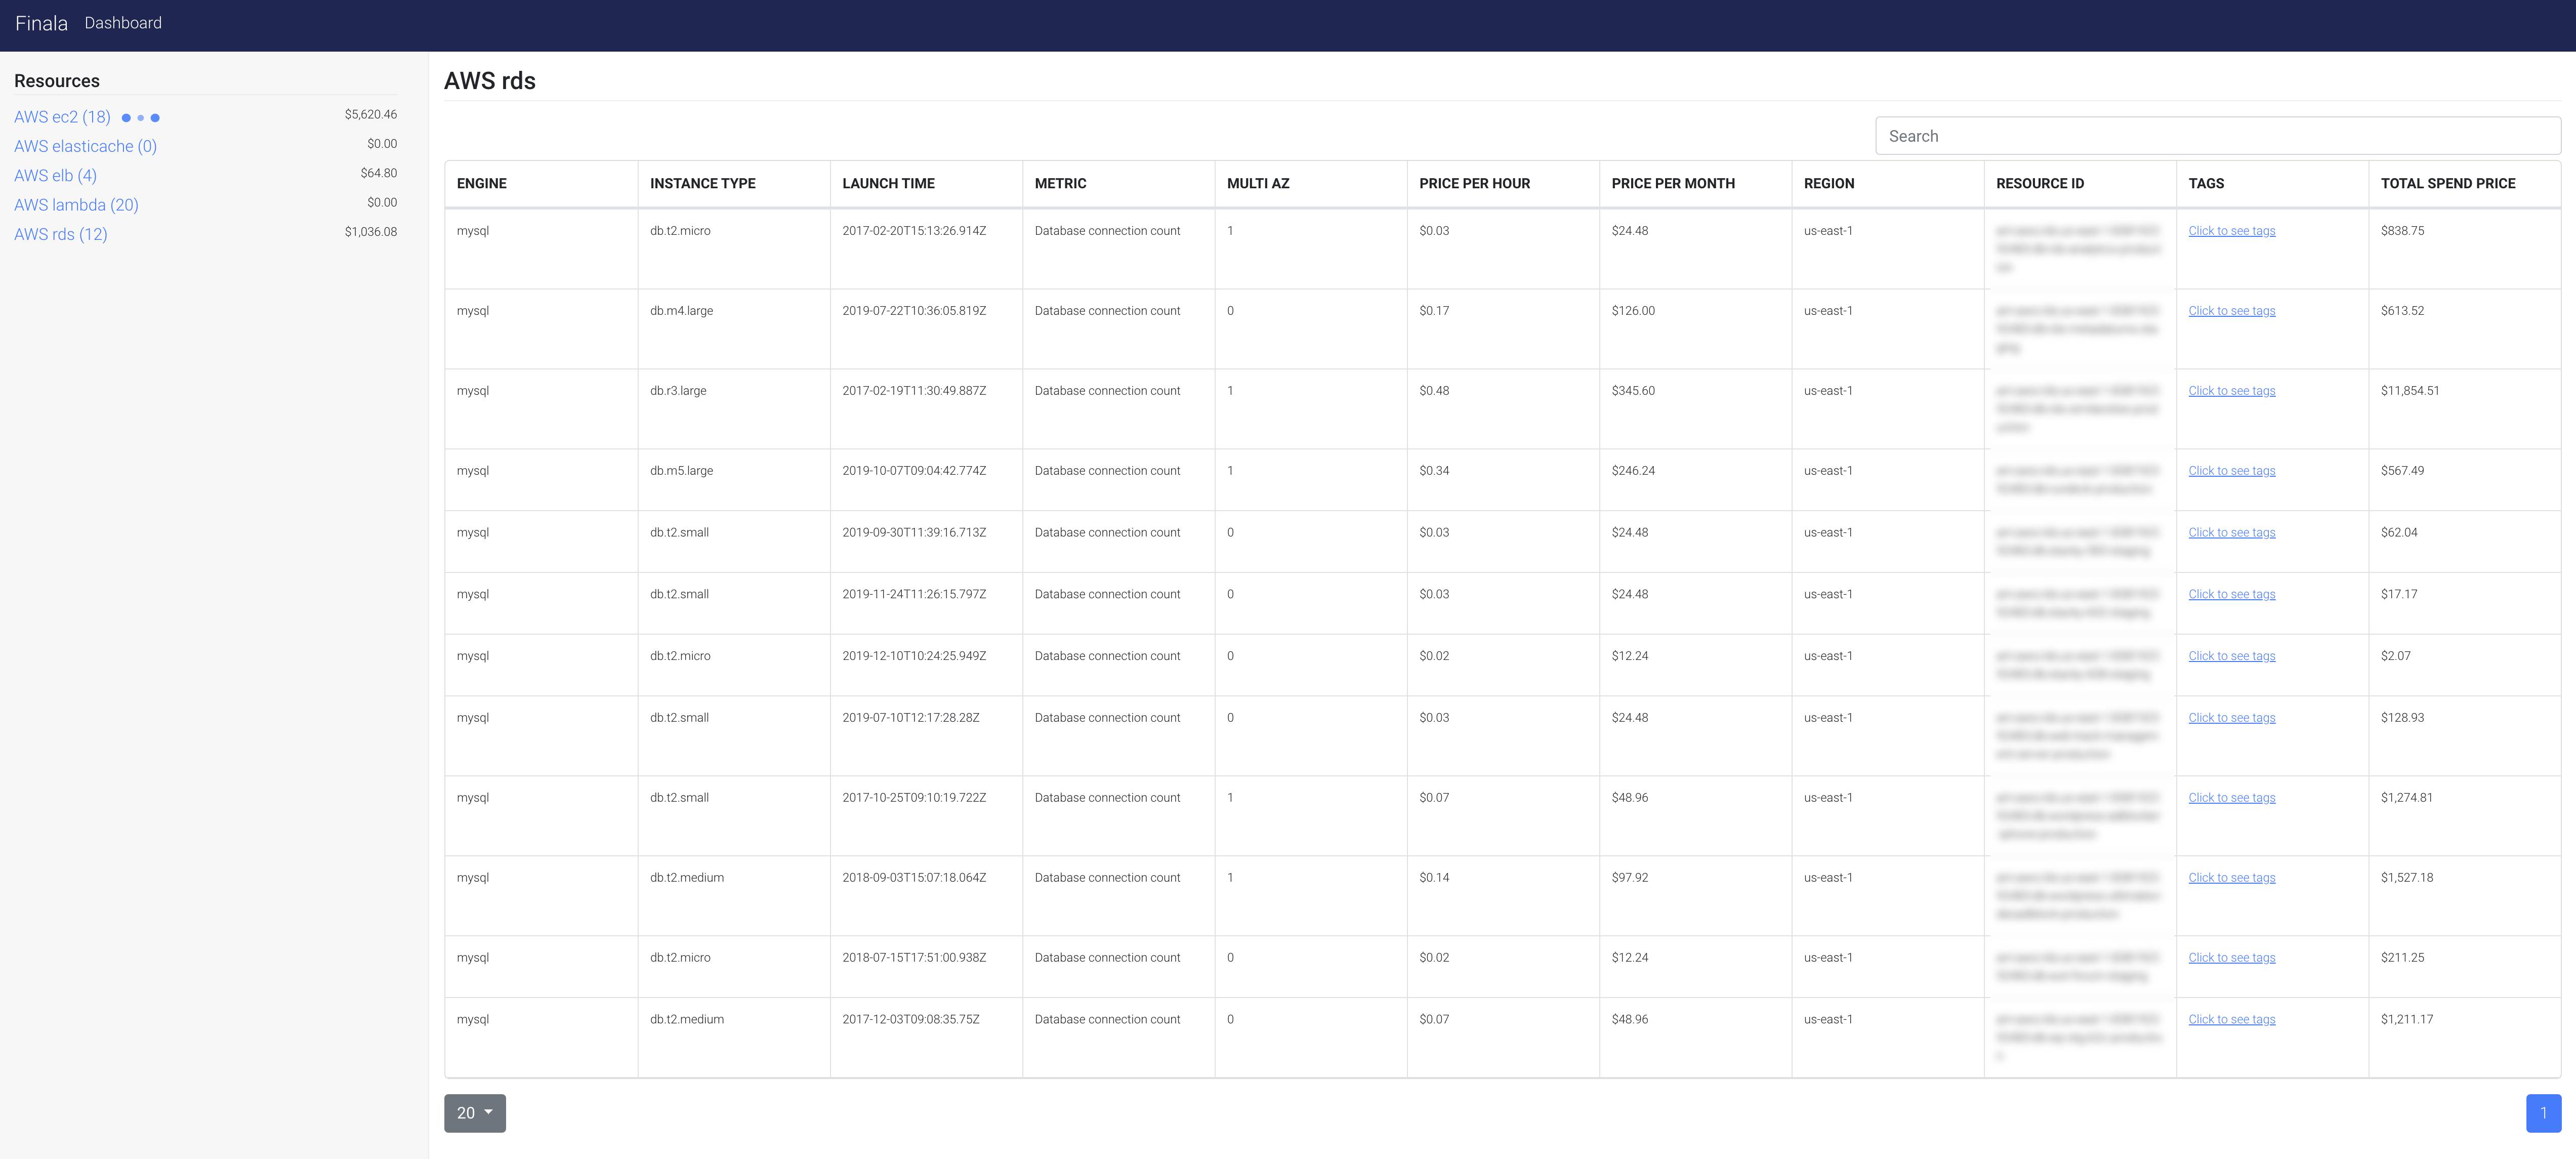 Finala Dashboard
Resources
AWS ec2 (18) $5,620.46
AWS elasticache (0) $0.00
AWS elb (4) $64.80
AWS lambda (20) $0.00
AWS rds (12) $1,036.08
AWS rds
Search
ENGINE INSTANCE TYPE LAUNCH TIME METRIC MULTI AZ PRICE PER HOUR PRICE PER MONTH REGION RESOURCE ID TAGS TOTAL SPEND PRICE
mysql db.t2.micro 2017-02-20T15:13:26.914Z Database connection count 1 $0.03 $24.48 us-east-1 Click to see tags $838.75
mysql db.m4.large 2019-07-22T10:36:05.819Z Database connection count 0 $0.17 $126.00 us-east-1 Click to see tags $613.52
mysql db.r3.large 2017-02-19T11:30:49.887Z Database connection count 1 $0.48 $345.60 us-east-1 Click to see tags $11,854.51
mysql db.m5.large 2019-10-07T09:04:42.774Z Database connection count 1 $0.34 $246.24 us-east-1 Click to see tags $567.49
mysql db.t2.small 2019-09-30T11:39:16.713Z Database connection count 0 $0.03 $24.48 us-east-1 Click to see tags $62.04
mysql db.t2.small 2019-11-24T11:26:15.797Z Database connection count 0 $0.03 $24.48 us-east-1 Click to see tags $17.17
mysql db.t2.micro 2019-12-10T10:24:25.949Z Database connection count 0 $0.02 $12.24 us-east-1 Click to see tags $2.07
mysql db.t2.small 2019-07-10T12:17:28.28Z Database connection count 0 $0.03 $24.48 us-east-1 Click to see tags $128.93
mysql db.t2.small 2017-10-25T09:10:19.722Z Database connection count 1 $0.07 $48.96 us-east-1 Click to see tags $1,274.81
mysql db.t2.medium 2018-09-03T15:07:18.064Z Database connection count 1 $0.14 $97.92 us-east-1 Click to see tags $1,527.18
mysql db.t2.micro 2018-07-15T17:51:00.938Z Database connection count 0 $0.02 $12.24 us-east-1 Click to see tags $211.25
mysql db.t2.medium 2017-12-03T09:08:35.75Z Database connection count 0 $0.07 $48.96 us-east-1 Click to see tags $1,211.17
20 1